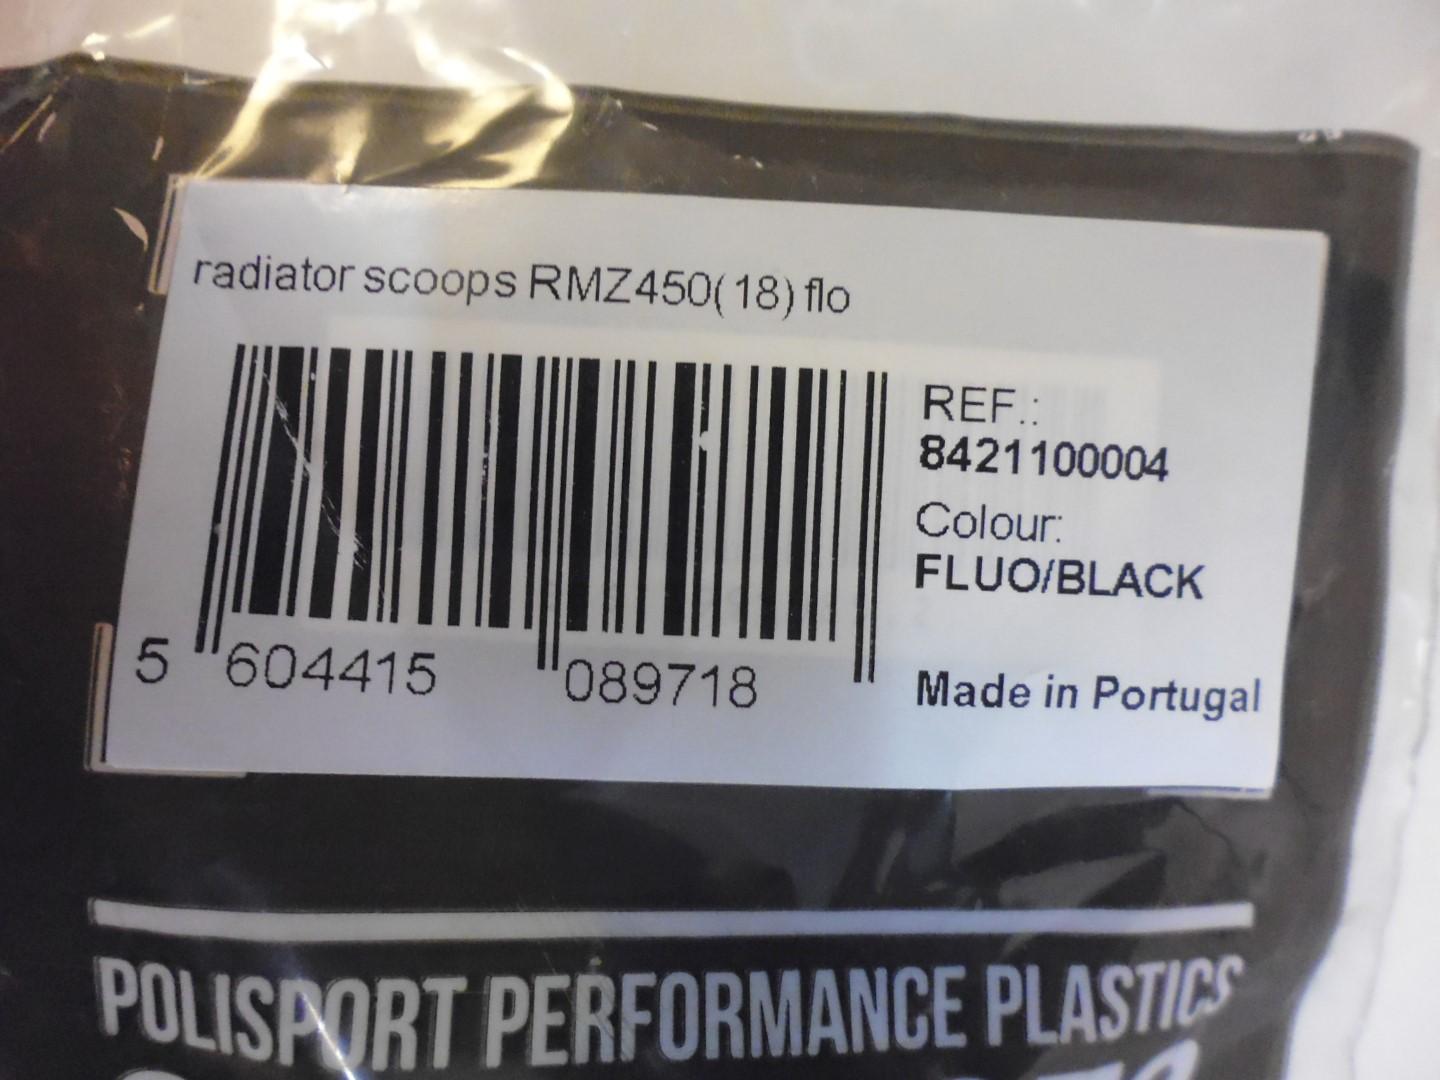 radiator scoops RMZ450(18) flo
REF.:
8421100004
Colour:
FLUO/BLACK
5 604415 089718
Made in Portugal
POLISPORT PERFORMANCE PLASTICS